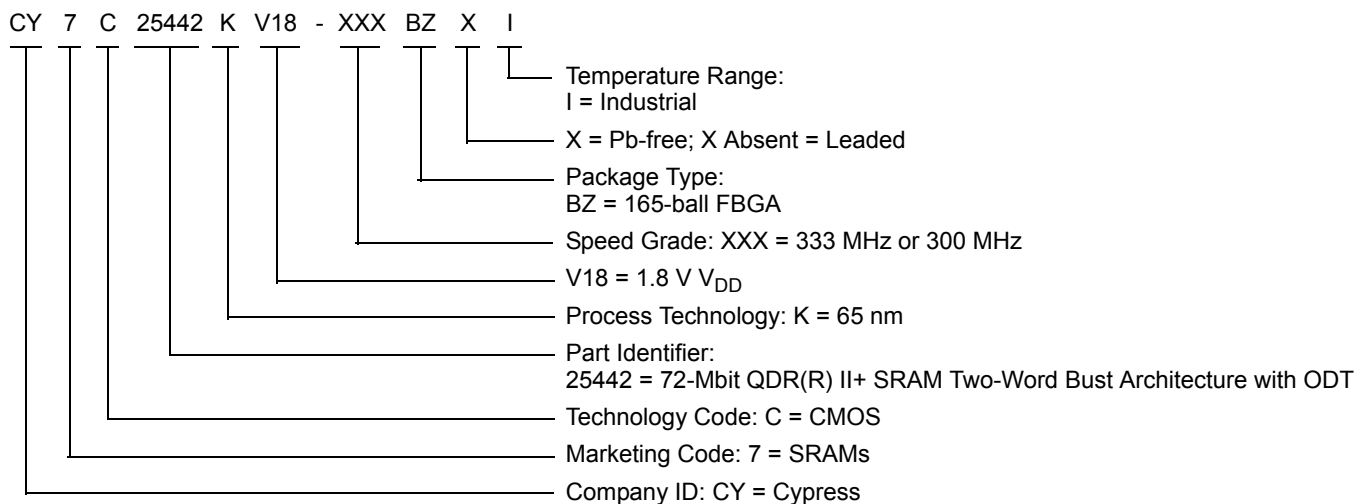 CY 7 C 25442 K V18 - XXX BZ X I
Temperature Range:
I = Industrial
X = Pb-free; X Absent = Leaded
Package Type:
BZ = 165-ball FBGA
Speed Grade: XXX = 333 MHz or 300 MHz
V18 = 1.8 V VDD
Process Technology: K = 65 nm
Part Identifier:
25442 = 72-Mbit QDR(R) II+ SRAM Two-Word Bust Architecture with ODT
Technology Code: C = CMOS
Marketing Code: 7 = SRAMs
Company ID: CY = Cypress